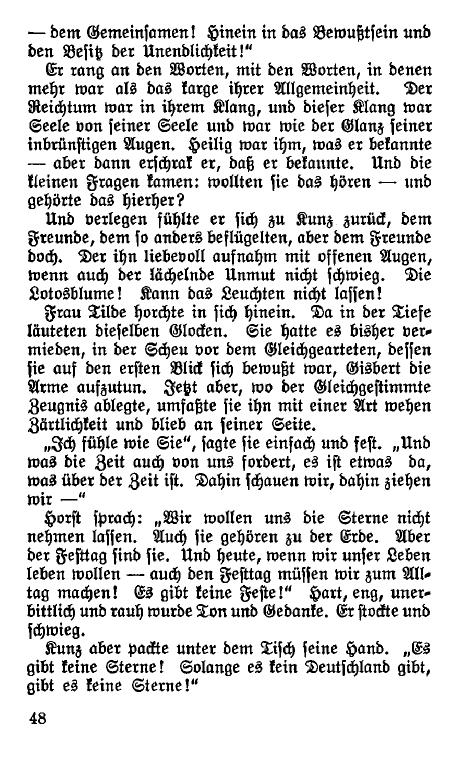 — dem Gemeinsamen! Hinein in das Bewußtsein und
den Besitz der Unendlichkeit!“
Er rang an den Worten, mit den Worten, in denen
mehr war als das karge ihrer Allgemeinheit. Der
Reichtum war in ihrem Klang, und dieser Klang war
Seele von seiner Seele und war wie der Glanz seiner
inbrünstigen Augen. Heilig war ihm, was er bekannte
— aber dann erschrak er, daß er bekannte. Und die
kleinen Fragen kamen: wollten sie das hören — und
gehörte das hierher?
Und verlegen fühlte er sich zu Kunz zurück, dem
Freunde, dem so anders beflügelten, aber dem Freunde
doch. Der ihn liebevoll aufnahm mit offenen Augen,
wenn auch der lächelnde Unmut nicht schwieg. Die
Lotosblume! Kann das Leuchten nicht lassen!
Frau Tilde horchte in sich hinein. Da in der Tiefe
läuteten dieselben Glocken. Sie hatte es bisher ver-
mieden, in der Scheu vor dem Gleichgearteten, dessen
sie auf den ersten Blick sich bewußt war, Gisbert die
Arme aufzutun. Jetzt aber, wo der Gleichgestimmte
Zeugnis ablegte, umfaßte sie ihn mit einer Art wehen
Zärtlichkeit und blieb an seiner Seite.
„Ich fühle wie Sie“, sagte sie einfach und fest. „Und
was die Zeit auch von uns fordert, es ist etwas da,
was über der Zeit ist. Dahin schauen wir, dahin ziehen
wir —“
Horst sprach: „Wir wollen uns die Sterne nicht
nehmen lassen. Auch sie gehören zu der Erde. Aber
der Festtag sind sie. Und heute, wenn wir unser Leben
leben wollen — auch den Festtag müssen wir zum All-
tag machen! Es gibt keine Feste!“ Hart, eng, uner-
bittlich und rauh wurde Ton und Gedanke. Er stockte und
schwieg.
Kunz aber packte unter dem Tisch seine Hand. „Es
gibt keine Sterne! Solange es kein Deutschland gibt,
gibt es keine Sterne!“
48